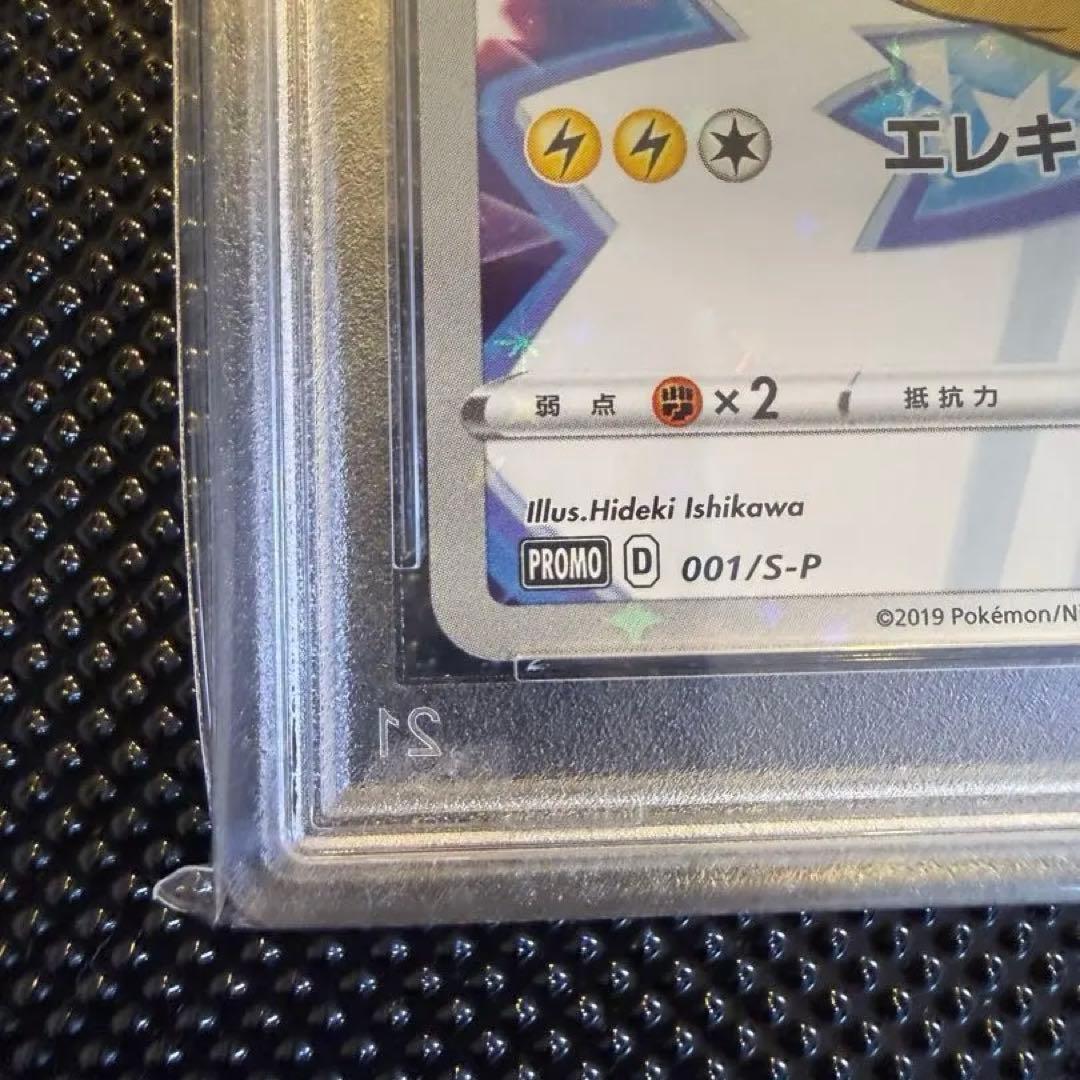 エレキ
弱点 ×2 抵抗力
Illus.Hideki Ishikawa
PROMO D 001/S-P
©2019 Pokémon/N
21